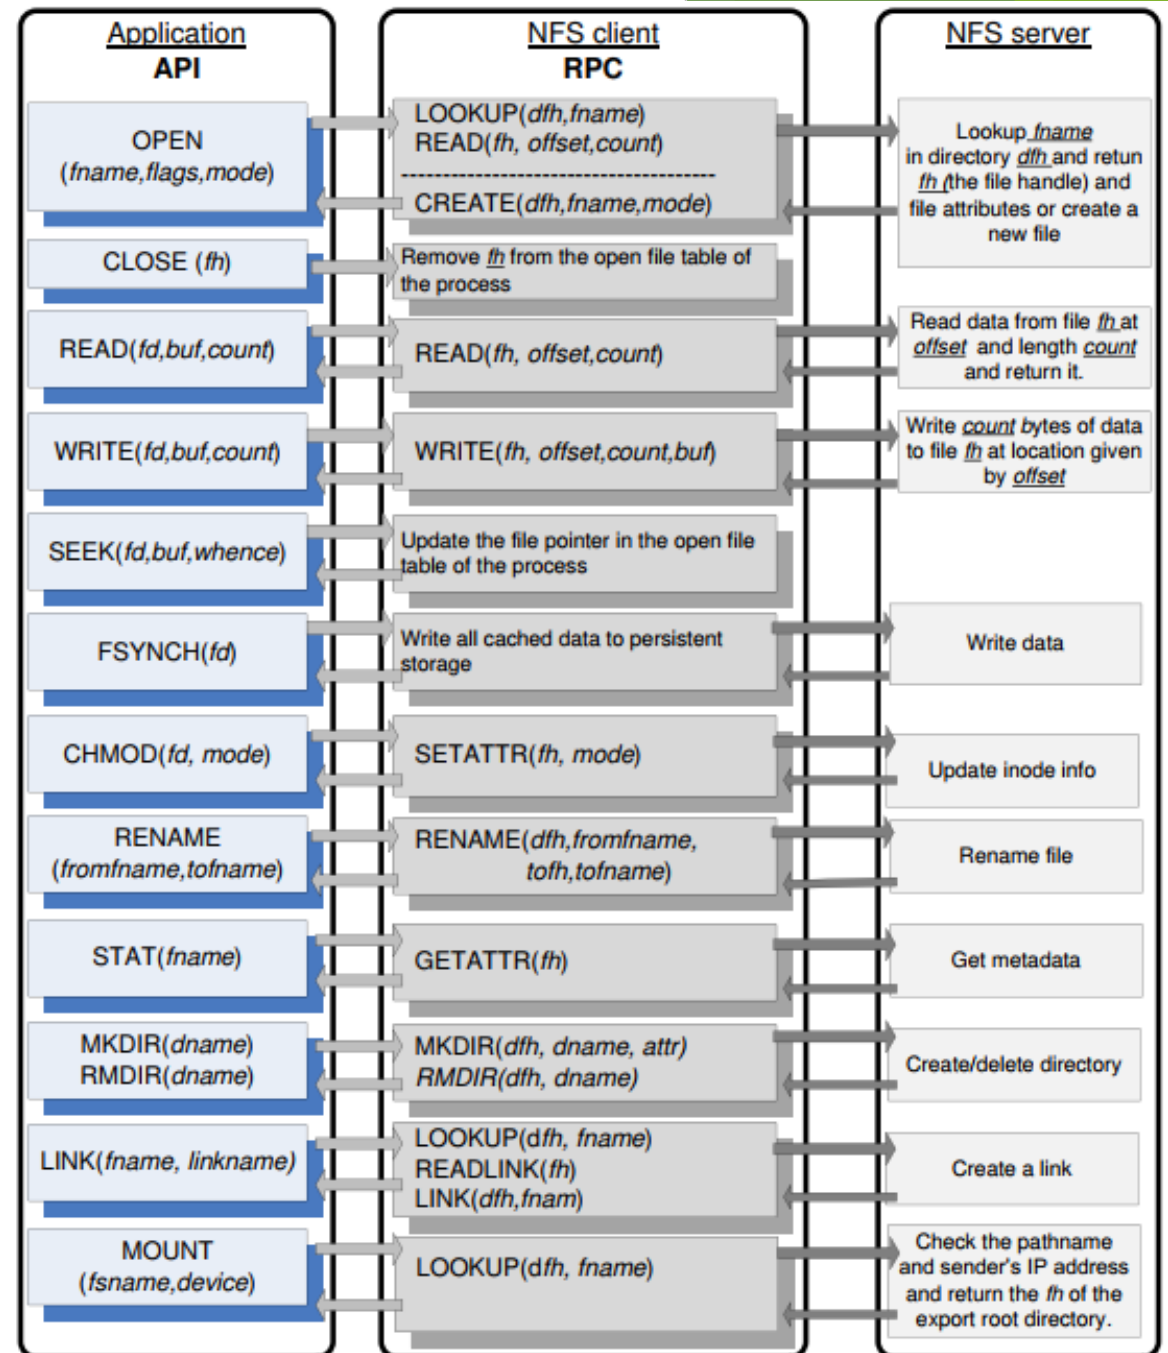 Application
API
NFS client
RPC
NFS server
OPEN
(fname,flags,mode)
LOOKUP(dfh,fname)
READ(fh, offset,count)
----------------------------------------
CREATE(dfh,fname,mode)
Lookup fname
in directory dfh and retun
fh (the file handle) and
file attributes or create a
new file
CLOSE (fh)
Remove fh from the open file table of
the process
READ(fd,buf,count)
READ(fh, offset,count)
Read data from file fh at
offset and length count
and return it.
WRITE(fd,buf,count)
WRITE(fh, offset,count,buf)
Write count bytes of data
to file fh at location given
by offset
SEEK(fd,buf,whence)
Update the file pointer in the open file
table of the process
FSYNCH(fd)
Write all cached data to persistent
storage
Write data
CHMOD(fd, mode)
SETATTR(fh, mode)
Update inode info
RENAME
(fromfname,tofname)
RENAME(dfh,fromfname,
tofh,tofname)
Rename file
STAT(fname)
GETATTR(fh)
Get metadata
MKDIR(dname)
RMDIR(dname)
MKDIR(dfh, dname, attr)
RMDIR(dfh, dname)
Create/delete directory
LINK(fname, linkname)
LOOKUP(dfh, fname)
READLINK(fh)
LINK(dfh,fnam)
Create a link
MOUNT
(fsname,device)
LOOKUP(dfh, fname)
Check the pathname
and sender's IP address
and return the fh of the
export root directory.